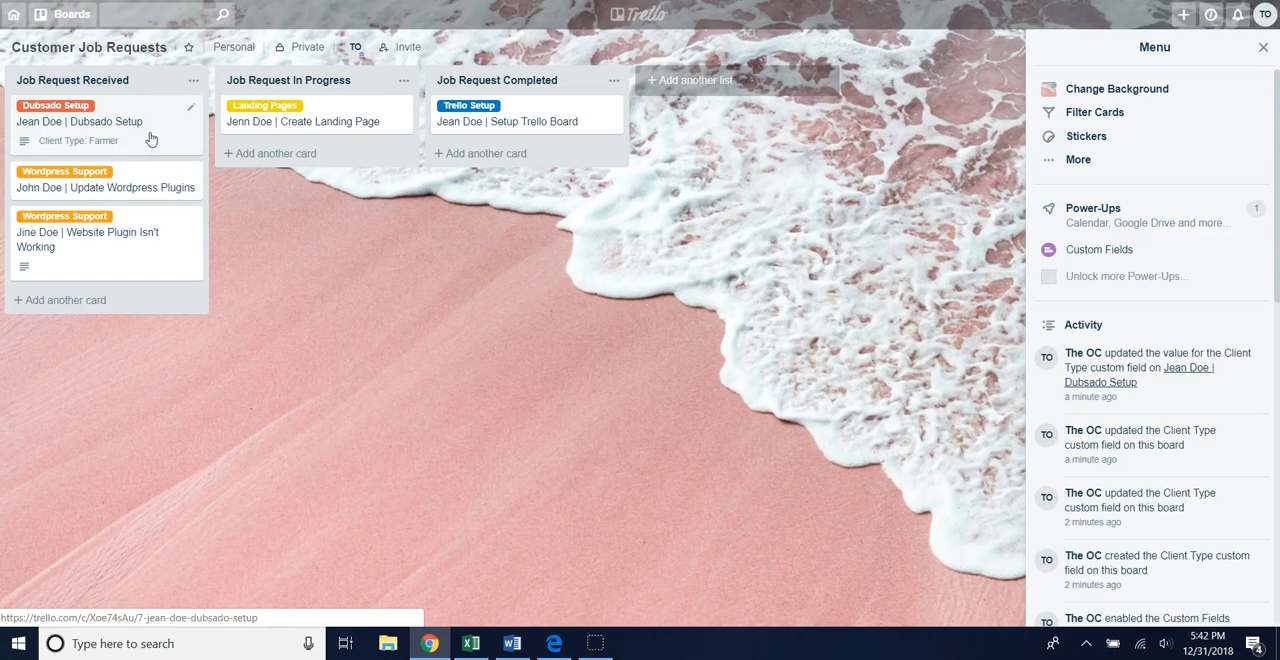 Boards
Trello
TO
Customer Job Requests
Personal
Private
TO
Invite
Job Request Received
Dubsado Setup
Jean Doe | Dubsado Setup
Client Type: Farmer
Wordpress Support
John Doe | Update Wordpress Plugins
Wordpress Support
Jine Doe | Website Plugin Isn't
Working
+ Add another card
Job Request In Progress
Landing Pages
Jenn Doe | Create Landing Page
+ Add another card
Job Request Completed
Trello Setup
Jean Doe | Setup Trello Board
+ Add another card
+ Add another list
Menu
Change Background
Filter Cards
Stickers
More
Power-Ups
1
Calendar, Google Drive and more...
Custom Fields
Unlock more Power-Ups...
Activity
TO
The OC updated the value for the Client
Type custom field on Jean Doe |
Dubsado Setup
a minute ago
TO
The OC updated the Client Type
custom field on this board
a minute ago
TO
The OC updated the Client Type
custom field on this board
2 minutes ago
TO
The OC created the Client Type custom
field on this board
2 minutes ago
TO
The OC enabled the Custom Fields
https://trello.com/c/Xoe74sAu/7-jean-doe-dubsado-setup
Type here to search
5:42 PM
12/31/2018
4